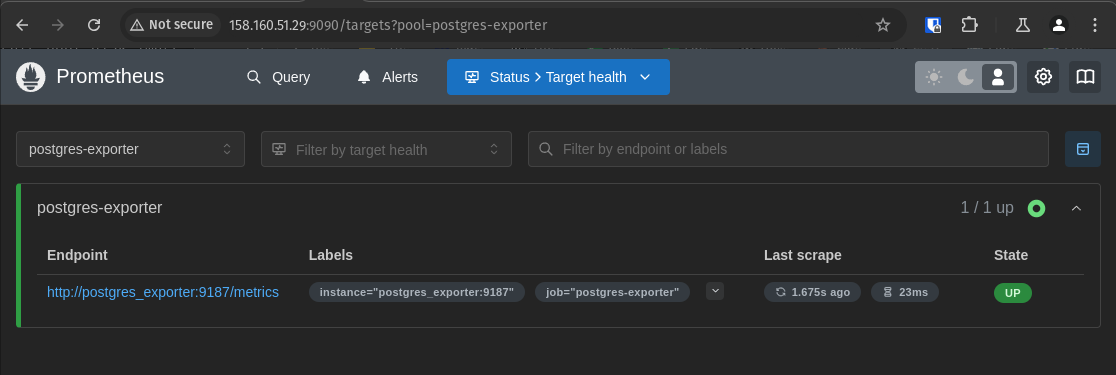 Not secure 158.160.51.29:9090/targets?pool=postgres-exporter
Prometheus Query Alerts Status > Target health
postgres-exporter Filter by target health Filter by endpoint or labels
postgres-exporter 1 / 1 up
Endpoint Labels Last scrape State
http://postgres_exporter:9187/metrics instance="postgres_exporter:9187" job="postgres-exporter" 1.675s ago 23ms UP